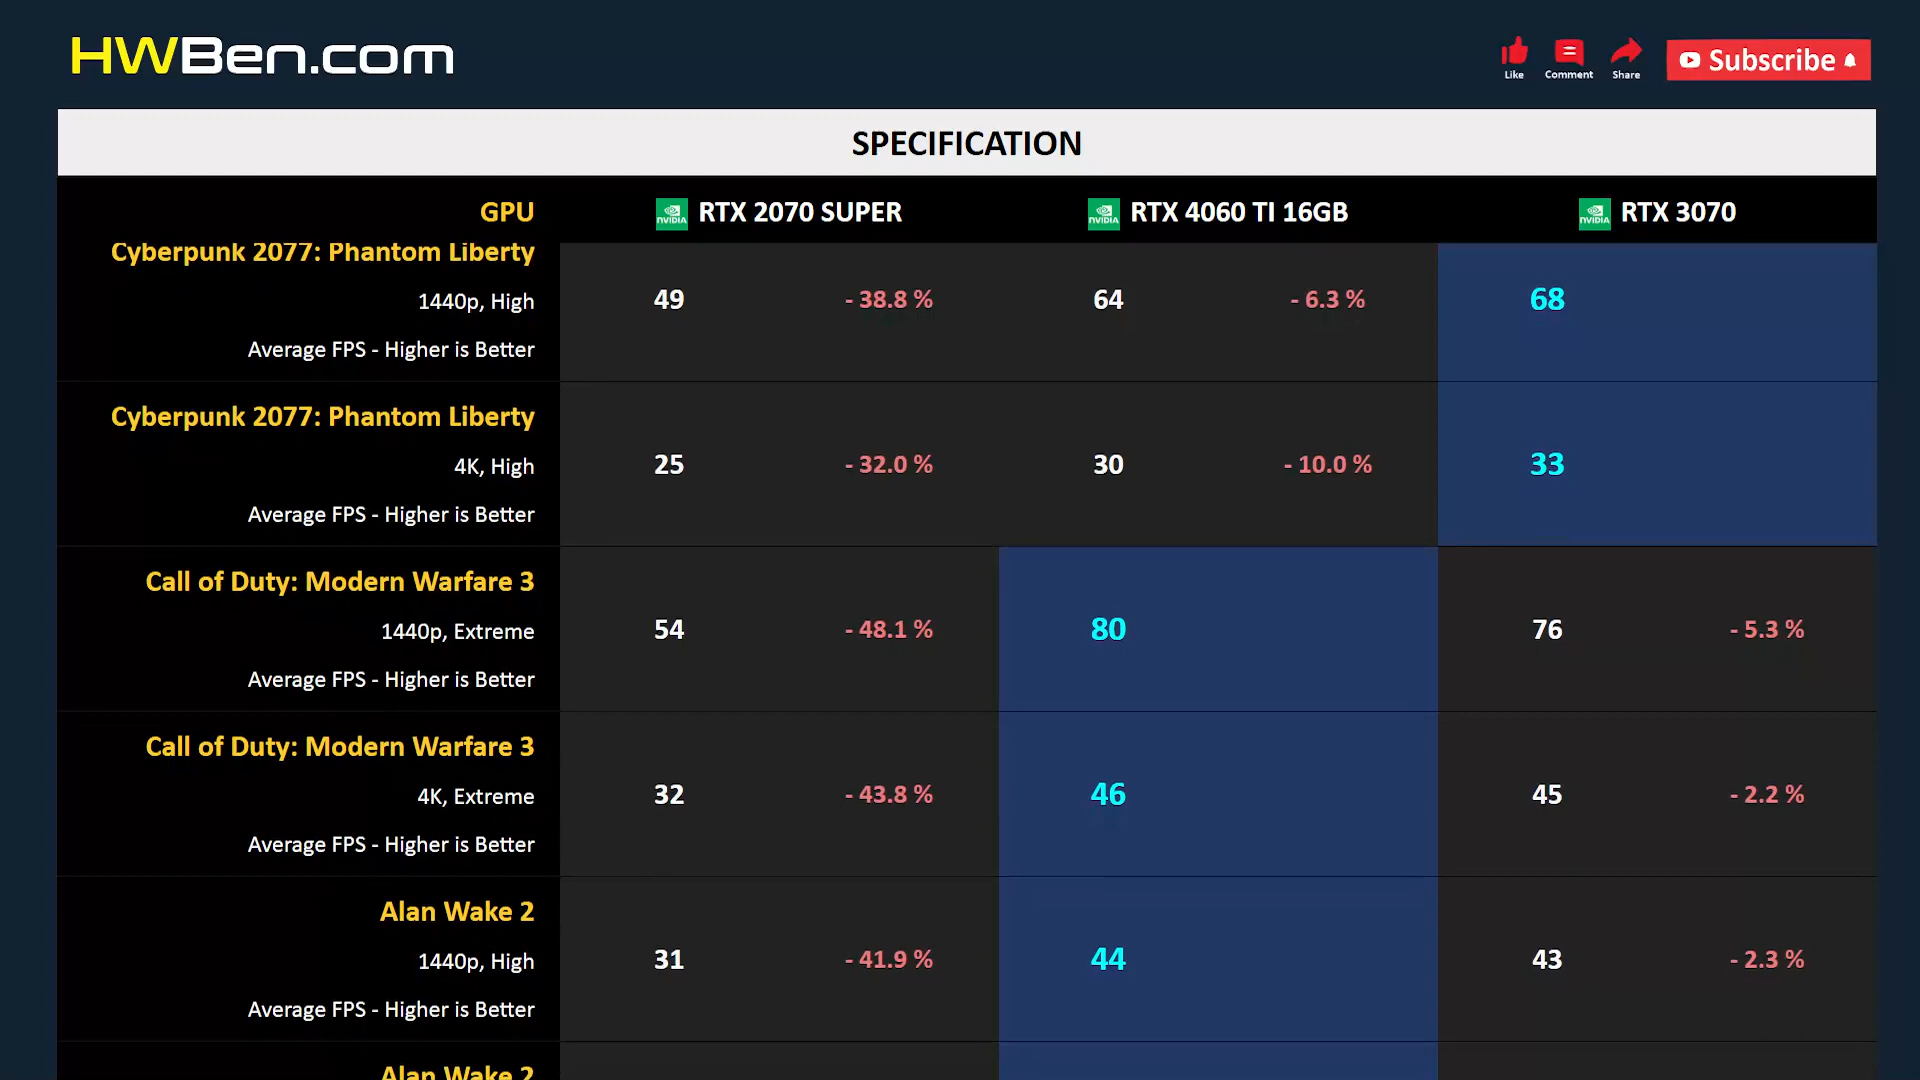 HWBen.com
Like
Comment
Share
Subscribe
SPECIFICATION
GPU NVIDIA RTX 2070 SUPER NVIDIA RTX 4060 TI 16GB NVIDIA RTX 3070
Cyberpunk 2077: Phantom Liberty
1440p, High 49 - 38.8 % 64 - 6.3 % 68
Average FPS - Higher is Better
Cyberpunk 2077: Phantom Liberty
4K, High 25 - 32.0 % 30 - 10.0 % 33
Average FPS - Higher is Better
Call of Duty: Modern Warfare 3
1440p, Extreme 54 - 48.1 % 80 76 - 5.3 %
Average FPS - Higher is Better
Call of Duty: Modern Warfare 3
4K, Extreme 32 - 43.8 % 46 45 - 2.2 %
Average FPS - Higher is Better
Alan Wake 2
1440p, High 31 - 41.9 % 44 43 - 2.3 %
Average FPS - Higher is Better
Alan Wake 2